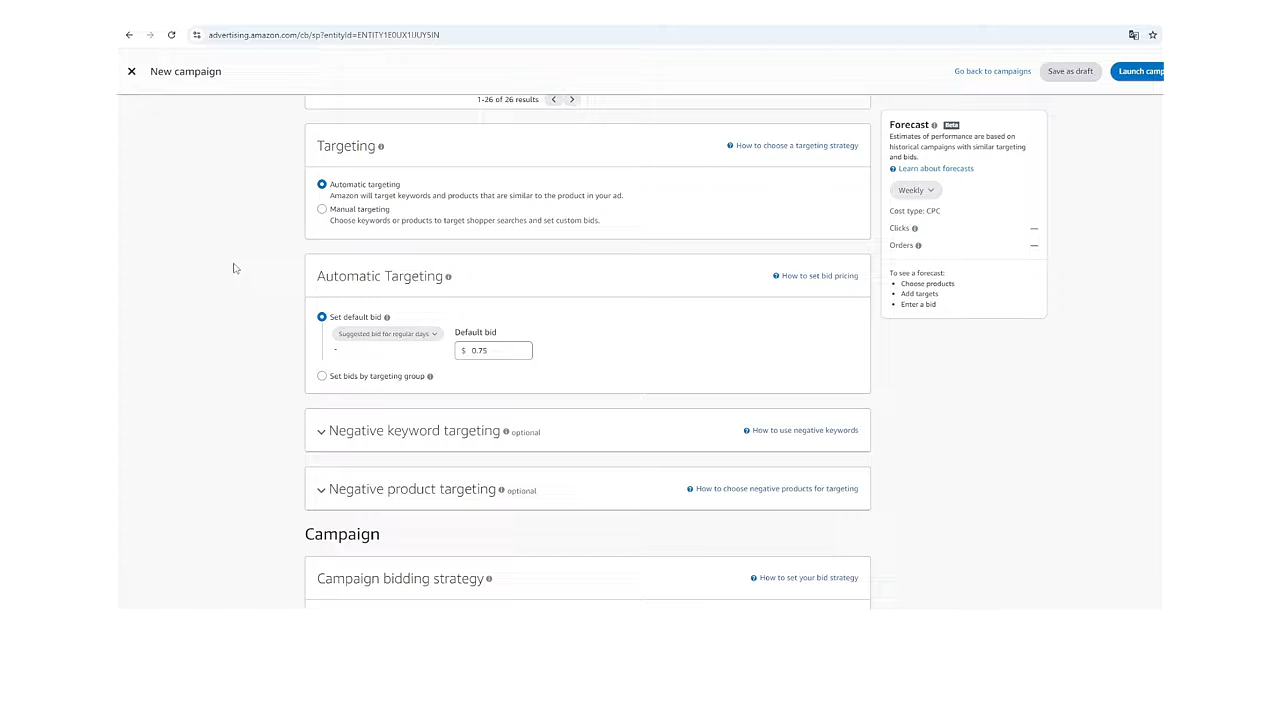 advertising.amazon.com/cb/sp?entityId=ENTITY1E0UX1IJUY5IN
New campaign
Go back to campaigns
Save as draft
Launch camp
1-26 of 26 results
Targeting
How to choose a targeting strategy
Automatic targeting
Amazon will target keywords and products that are similar to the product in your ad.
Manual targeting
Choose keywords or products to target shopper searches and set custom bids.
Automatic Targeting
How to set bid pricing
Set default bid
Suggested bid for regular days
-
Default bid
$ 0.75
Set bids by targeting group
Negative keyword targeting optional
How to use negative keywords
Negative product targeting optional
How to choose negative products for targeting
Campaign
Campaign bidding strategy
How to set your bid strategy
Forecast Beta
Estimates of performance are based on
historical campaigns with similar targeting
and bids.
Learn about forecasts
Weekly
Cost type: CPC
Clicks —
Orders —
To see a forecast:
• Choose products
• Add targets
• Enter a bid